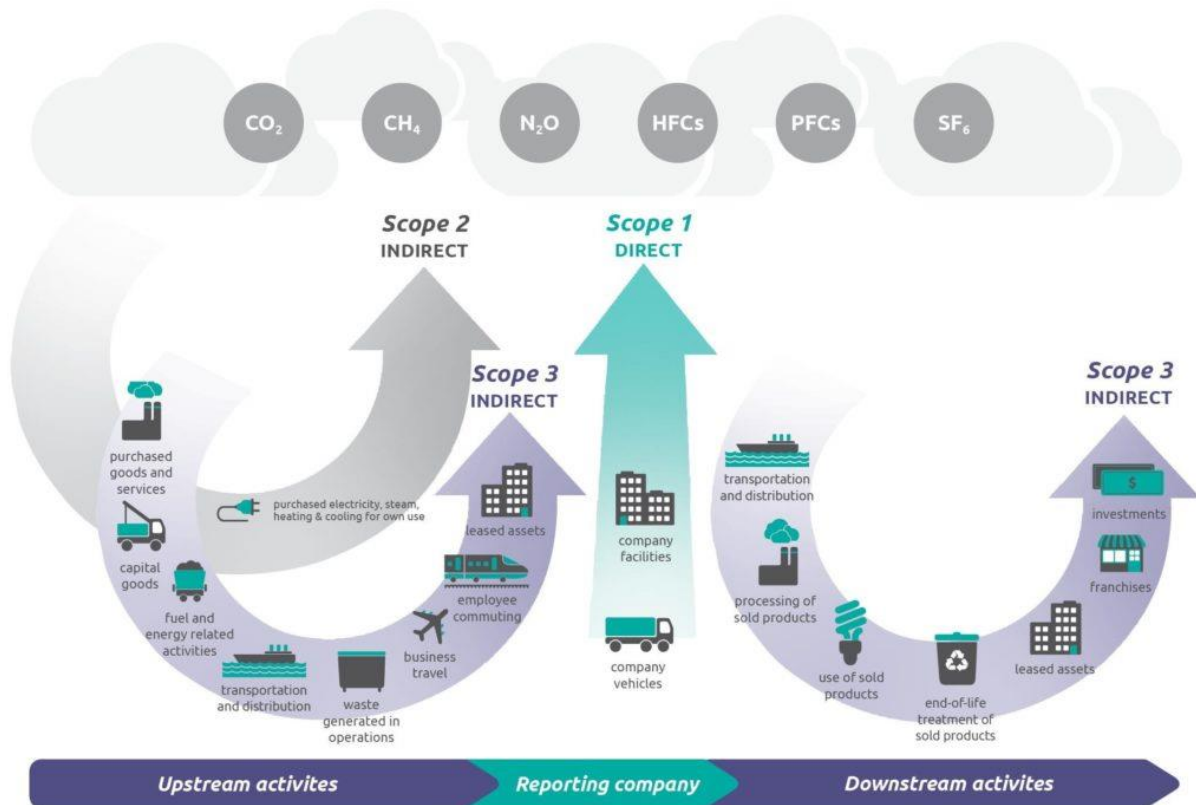 CO₂
CH₄
N₂O
HFCs
PFCs
SF₆
Scope 2
INDIRECT
Scope 1
DIRECT
Scope 3
INDIRECT
Scope 3
INDIRECT
purchased
goods and
services
capital
goods
fuel and
energy related
activities
transportation
and distribution
waste
generated in
operations
business
travel
employee
commuting
leased assets
purchased electricity, steam,
heating & cooling for own use
company
facilities
company
vehicles
transportation
and distribution
processing of
sold products
use of sold
products
end-of-life
treatment of
sold products
leased assets
franchises
investments
$
Upstream activites
Reporting company
Downstream activites